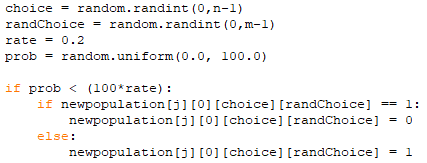 choice = random.randint(0,n-1)
randChoice = random.randint(0,m-1)
rate = 0.2
prob = random.uniform(0.0, 100.0)

if prob < (100*rate):
    if newpopulation[j][0][choice][randChoice] == 1:
        newpopulation[j][0][choice][randChoice] = 0
    else:
        newpopulation[j][0][choice][randChoice] = 1